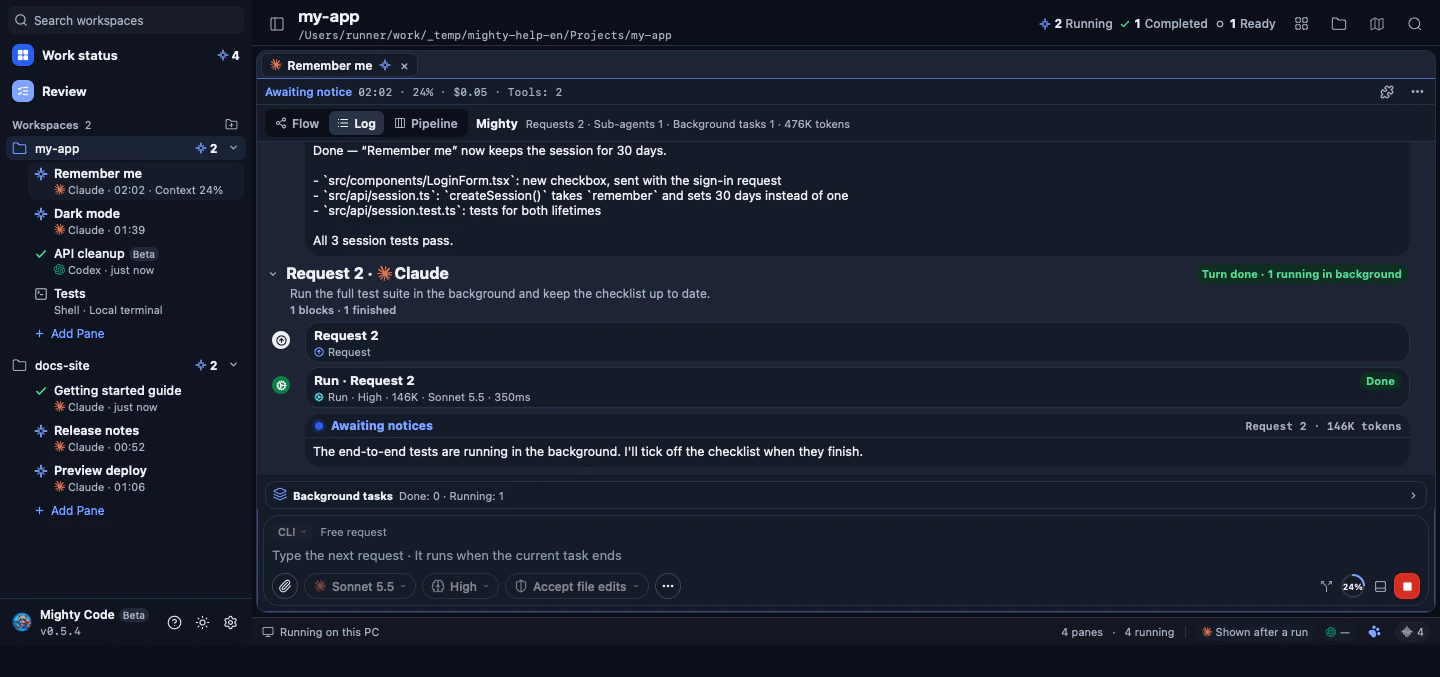 Search workspaces
Work status 4
Review
Workspaces 2
my-app 2
Remember me
Claude · 02:02 · Context 24%
Dark mode
Claude · 01:39
API cleanup Beta
Codex · just now
Tests
Shell · Local terminal
+ Add Pane
docs-site 2
Getting started guide
Claude · just now
Release notes
Claude · 00:52
Preview deploy
Claude · 01:06
+ Add Pane
Mighty Code Beta
v0.5.4
my-app
/Users/runner/work/_temp/mighty-help-en/Projects/my-app
2 Running 1 Completed 1 Ready
Remember me
Awaiting notice 02:02 · 24% · $0.05 · Tools: 2
Flow Log Pipeline Mighty Requests 2 · Sub-agents 1 · Background tasks 1 · 476K tokens
Done — “Remember me” now keeps the session for 30 days.
- `src/components/LoginForm.tsx`: new checkbox, sent with the sign-in request
- `src/api/session.ts`: `createSession()` takes `remember` and sets 30 days instead of one
- `src/api/session.test.ts`: tests for both lifetimes
All 3 session tests pass.
Request 2 · Claude Turn done · 1 running in background
Run the full test suite in the background and keep the checklist up to date.
1 blocks · 1 finished
Request 2
Request
Run · Request 2 Done
Run · High · 146K · Sonnet 5.5 · 350ms
Awaiting notices Request 2 · 146K tokens
The end-to-end tests are running in the background. I'll tick off the checklist when they finish.
Background tasks Done: 0 · Running: 1
CLI Free request
Type the next request · It runs when the current task ends
Sonnet 5.5 High Accept file edits 24%
Running on this PC 4 panes · 4 running Shown after a run — 4